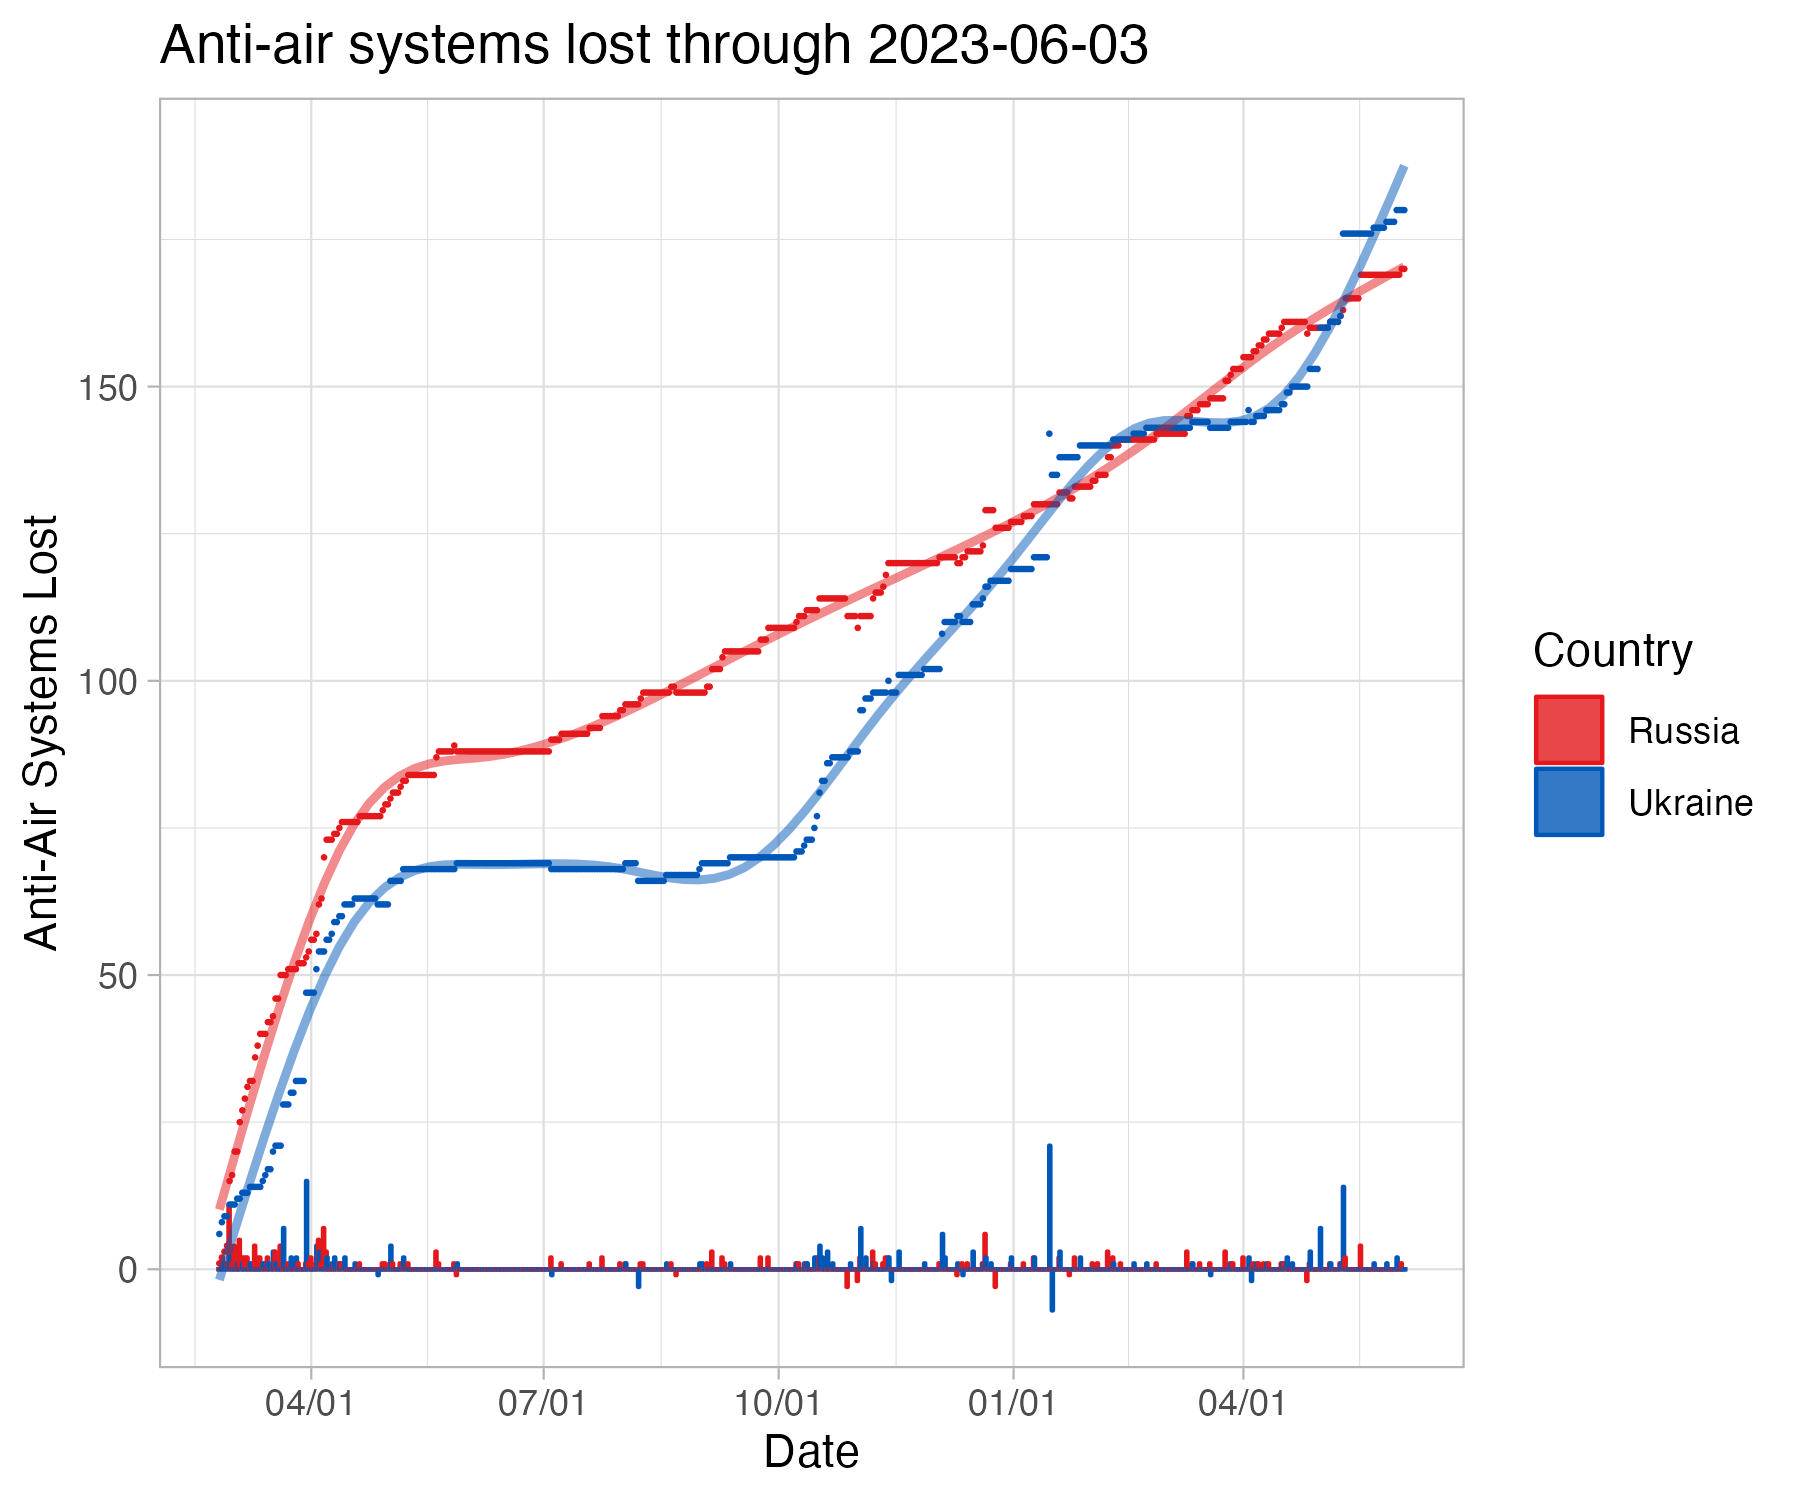 Anti-air systems lost through 2023-06-03
Anti-Air Systems Lost
150
100
50
0
04/01
07/01
10/01
01/01
04/01
Date
Country
Russia
Ukraine